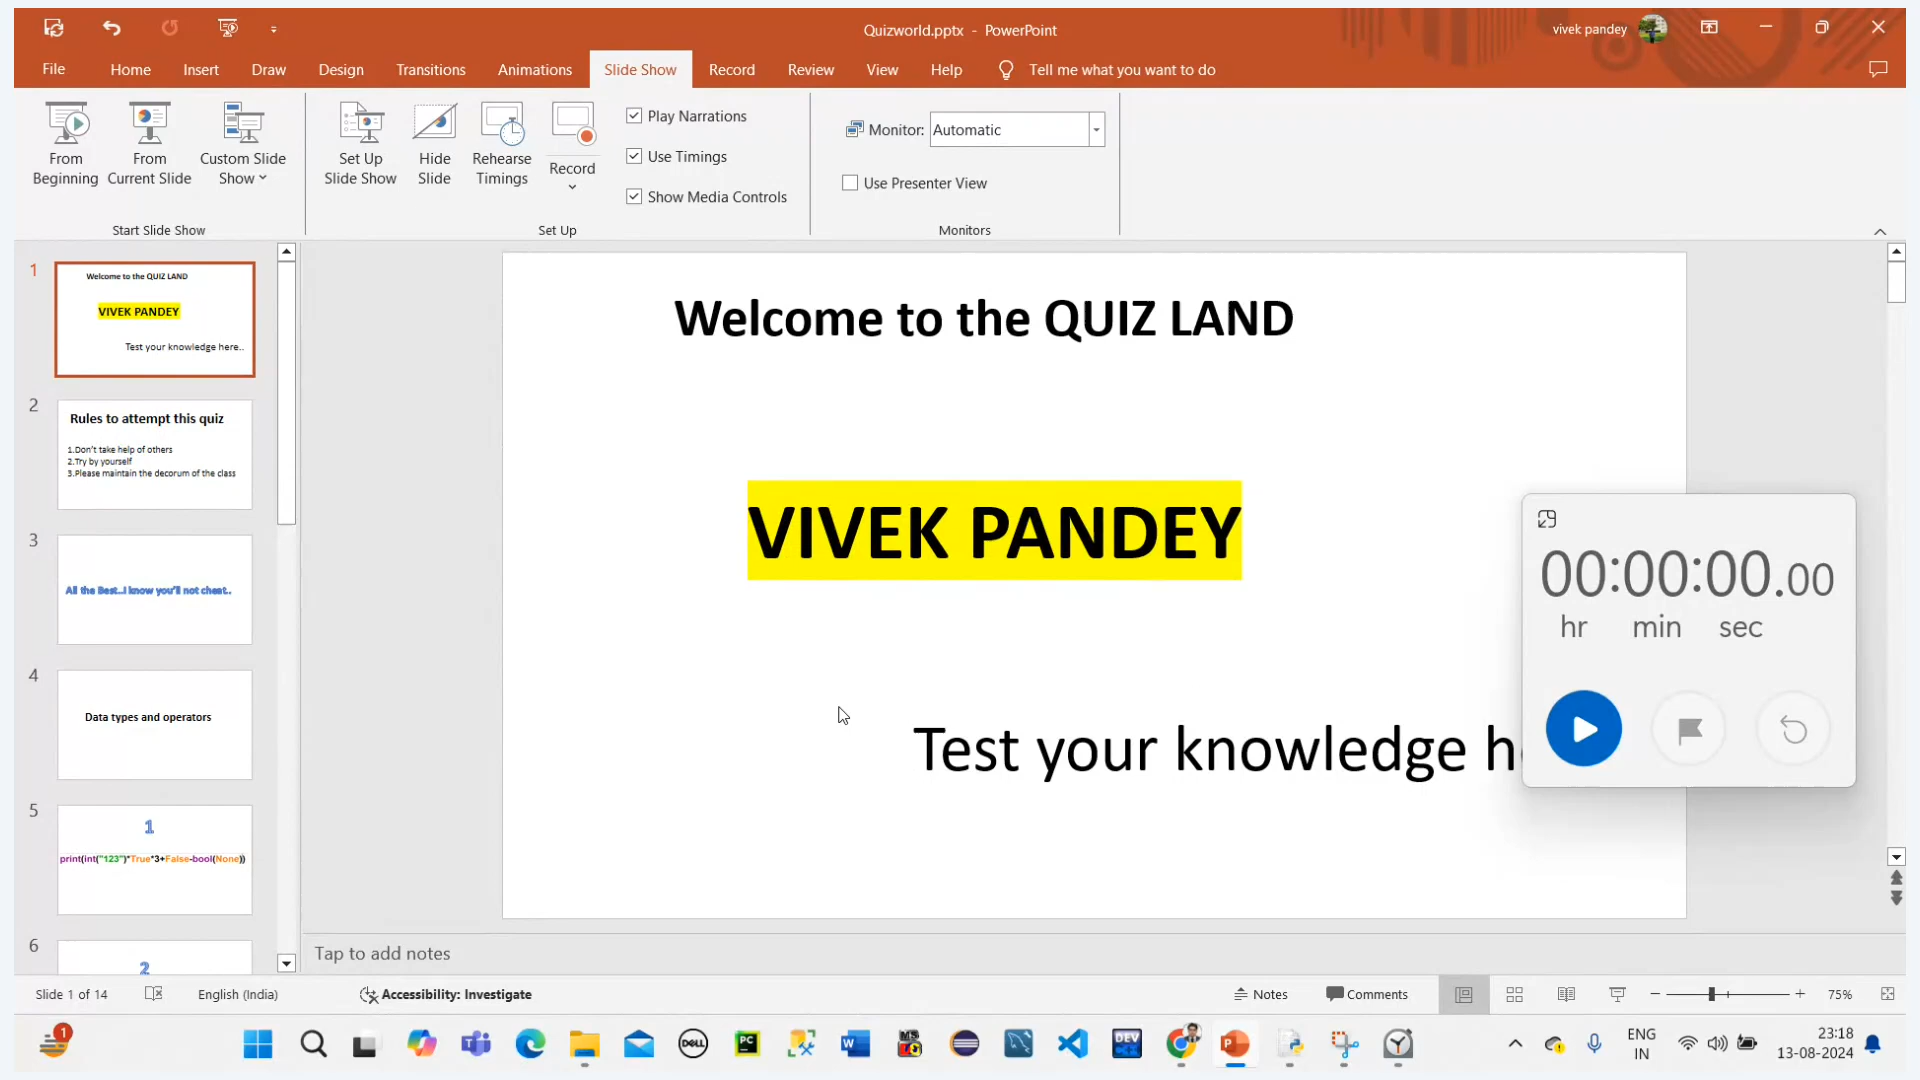 Quizworld.pptx - PowerPoint
vivek pandey
File Home Insert Draw Design Transitions Animations Slide Show Record Review View Help Tell me what you want to do
From Beginning
From Current Slide
Custom Slide Show
Start Slide Show
Set Up Slide Show
Hide Slide
Rehearse Timings
Record
Play Narrations
Use Timings
Show Media Controls
Set Up
Monitor: Automatic
Use Presenter View
Monitors
1
Welcome to the QUIZ LAND
VIVEK PANDEY
Test your knowledge here..
2
Rules to attempt this quiz
1.Don't take help of others
2.Try by yourself
3.Please maintain the decorum of the class
3
All the Best..I know you'll not cheat..
4
Data types and operators
5
1
print(int("123")*True*3+False-bool(None))
6
2
Welcome to the QUIZ LAND
VIVEK PANDEY
Test your knowledge h
00:00:00.00
hr min sec
Tap to add notes
Slide 1 of 14 English (India) Accessibility: Investigate Notes Comments 75%
1
DELL
PC
W
DEV
P
ENG
IN
23:18
13-08-2024